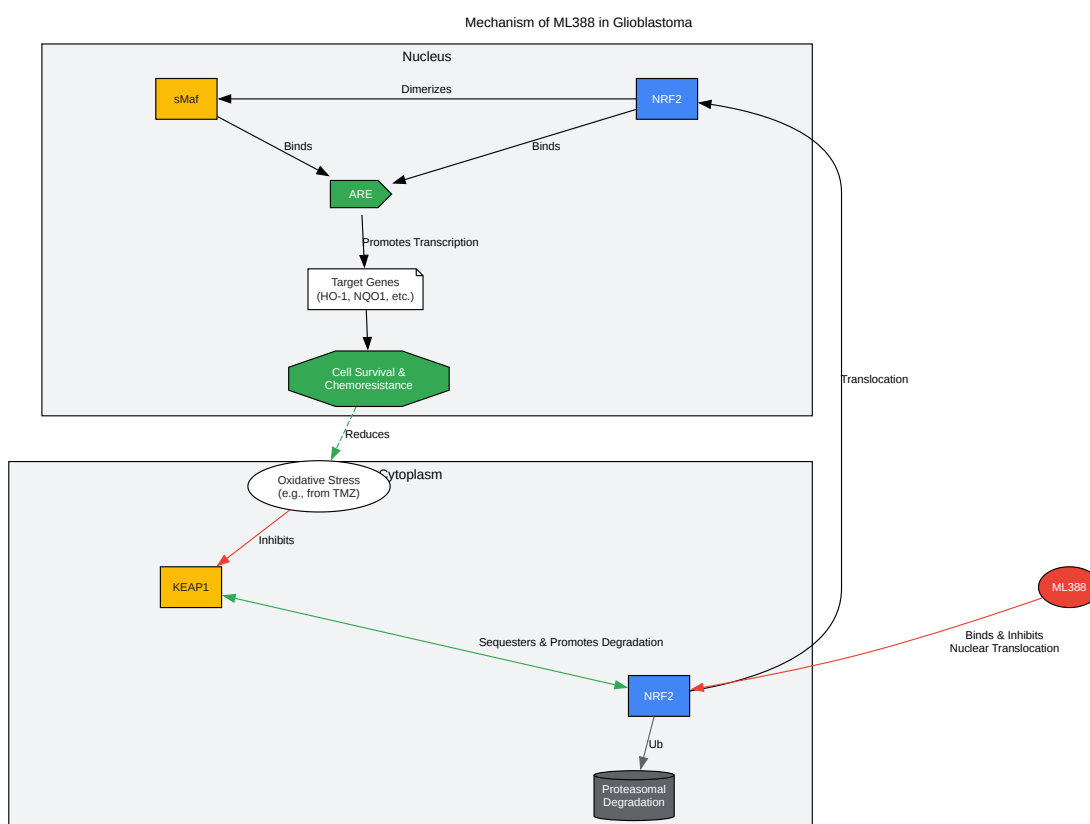 Mechanism of ML388 in Glioblastoma
Nucleus
sMaf
Dimerizes
NRF2
Binds
Binds
ARE
Promotes Transcription
Target Genes
(HO-1, NQO1, etc.)
Cell Survival &
Chemoresistance
Translocation
Reduces
Cytoplasm
Oxidative Stress
(e.g., from TMZ)
Inhibits
KEAP1
ML388
Sequesters & Promotes Degradation
Binds & Inhibits
Nuclear Translocation
NRF2
Ub
Proteasomal
Degradation